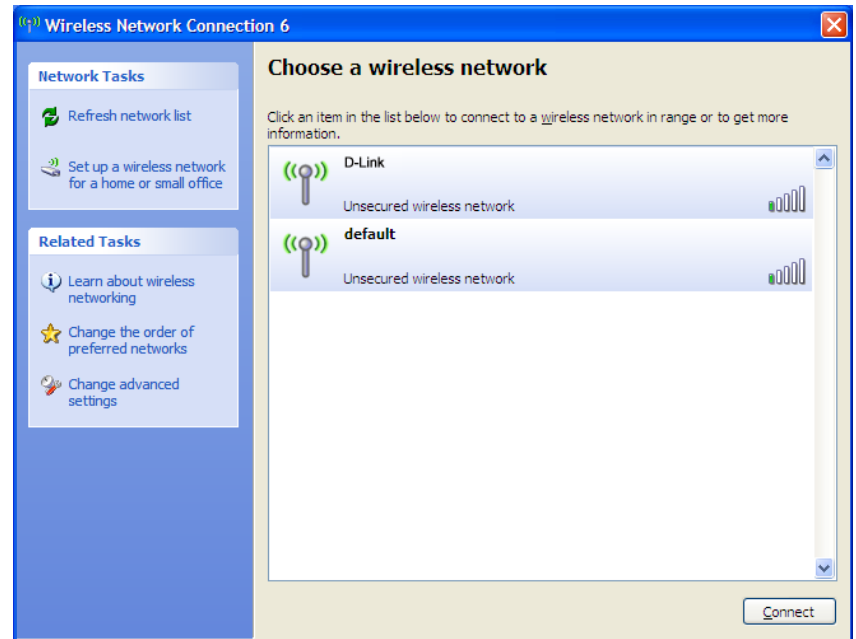 Wireless Network Connection 6
Network Tasks
Refresh network list
Set up a wireless network
for a home or small office
Related Tasks
Learn about wireless
networking
Change the order of
preferred networks
Change advanced
settings
Choose a wireless network
Click an item in the list below to connect to a wireless network in range or to get more
information.
D-Link
Unsecured wireless network
default
Unsecured wireless network
Connect